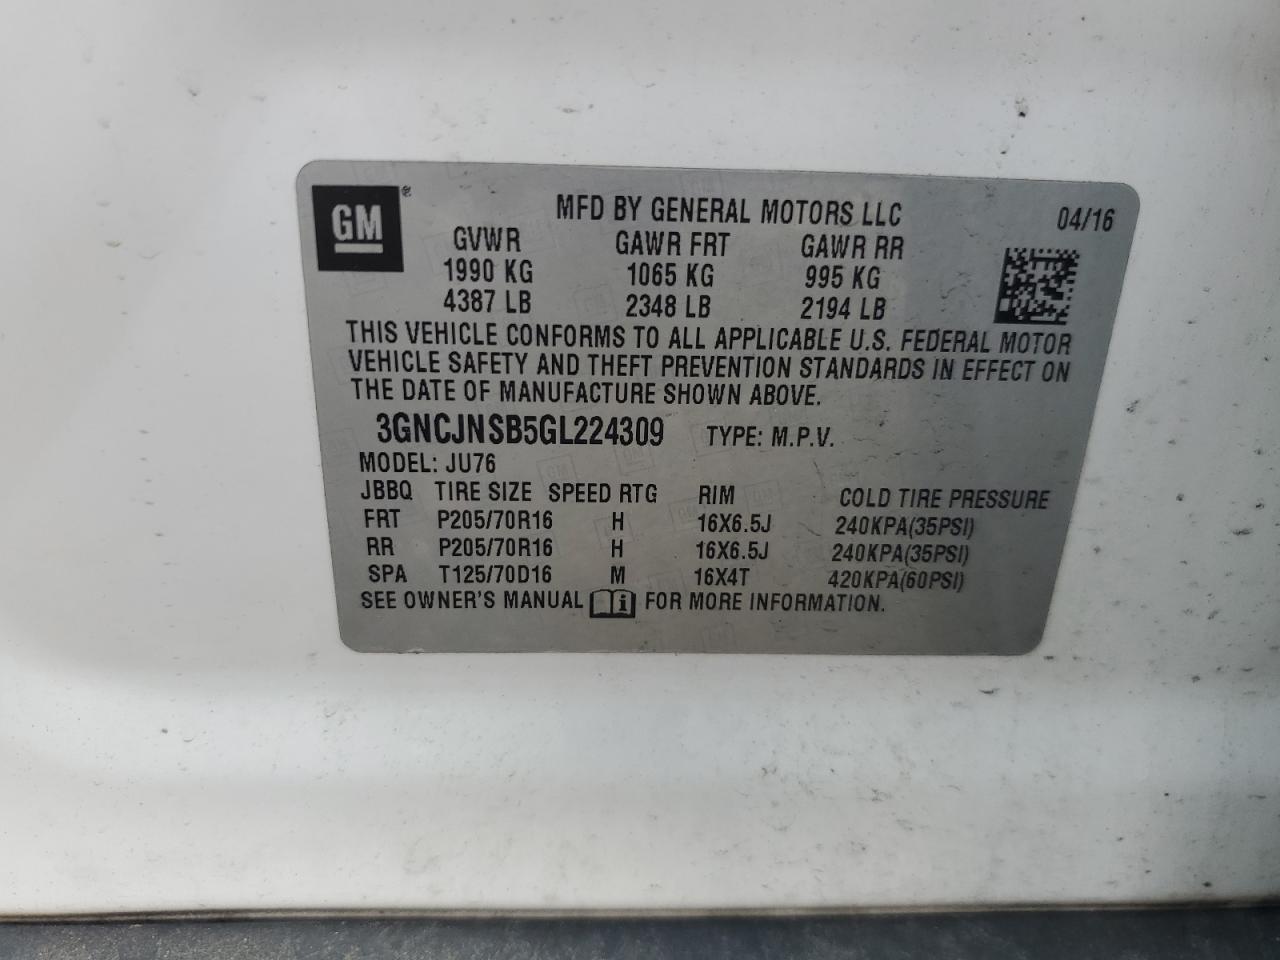 GM®
MFD BY GENERAL MOTORS LLC 04/16
GVWR GAWR FRT GAWR RR
1990 KG 1065 KG 995 KG
4387 LB 2348 LB 2194 LB
THIS VEHICLE CONFORMS TO ALL APPLICABLE U.S. FEDERAL MOTOR
VEHICLE SAFETY AND THEFT PREVENTION STANDARDS IN EFFECT ON
THE DATE OF MANUFACTURE SHOWN ABOVE.
3GNCJNSB5GL224309 TYPE: M.P.V.
MODEL: JU76
JBBQ TIRE SIZE SPEED RTG RIM COLD TIRE PRESSURE
FRT P205/70R16 H 16X6.5J 240KPA(35PSI)
RR P205/70R16 H 16X6.5J 240KPA(35PSI)
SPA T125/70D16 M 16X4T 420KPA(60PSI)
SEE OWNER'S MANUAL FOR MORE INFORMATION.